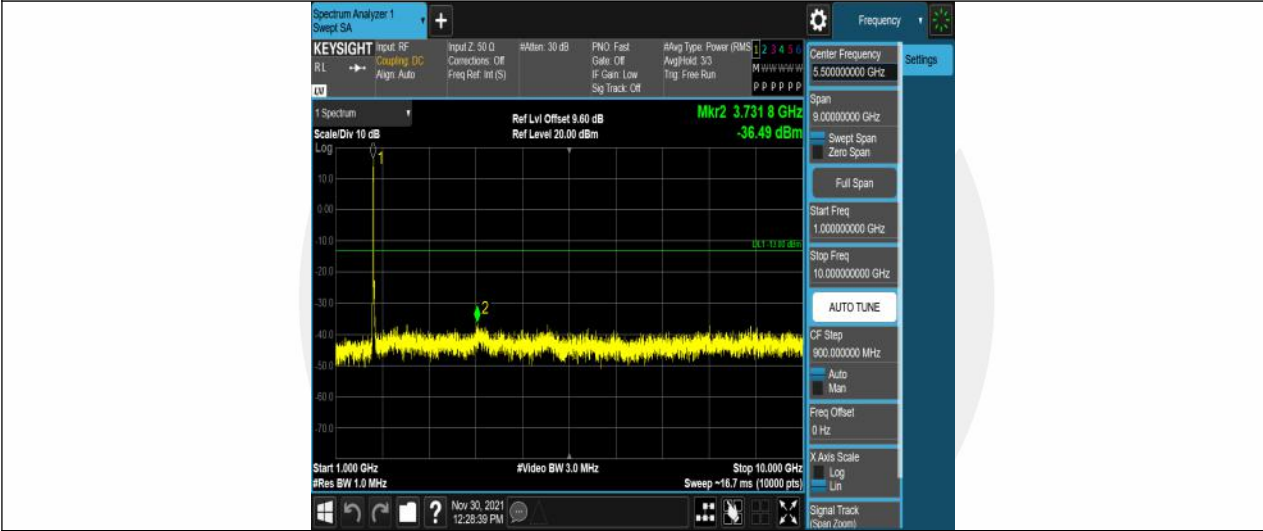 Spectrum Analyzer 1
Swept SA
+
Frequency
KEYSIGHT Input: RF
RL
Coupling: DC
Align: Auto
LV
Input Z: 50 Ω
Corrections: Off
Freq Ref: Int (S)
#Atten: 30 dB
PNO: Fast
Gate: Off
IF Gain: Low
Sig Track: Off
#Avg Type: Power (RMS
Avg|Hold: 3/3
Trig: Free Run
1 2 3 4 5 6
M W W W W W
P P P P P P
1 Spectrum
Scale/Div 10 dB
Ref Lvl Offset 9.60 dB
Ref Level 20.00 dBm
Mkr2 3.731 8 GHz
-36.49 dBm
Log
1
10.0
0.00
-10.0
DL1 -13.00 dBm
-20.0
-30.0
2
-40.0
-50.0
-60.0
-70.0
Start 1.000 GHz
#Res BW 1.0 MHz
#Video BW 3.0 MHz
Stop 10.000 GHz
Sweep ~16.7 ms (10000 pts)
?
Nov 30, 2021
12:28:39 PM
Center Frequency
5.500000000 GHz
Settings
Span
9.00000000 GHz
Swept Span
Zero Span
Full Span
Start Freq
1.000000000 GHz
Stop Freq
10.000000000 GHz
AUTO TUNE
CF Step
900.000000 MHz
Auto
Man
Freq Offset
0 Hz
X Axis Scale
Log
Lin
Signal Track
(Span Zoom)